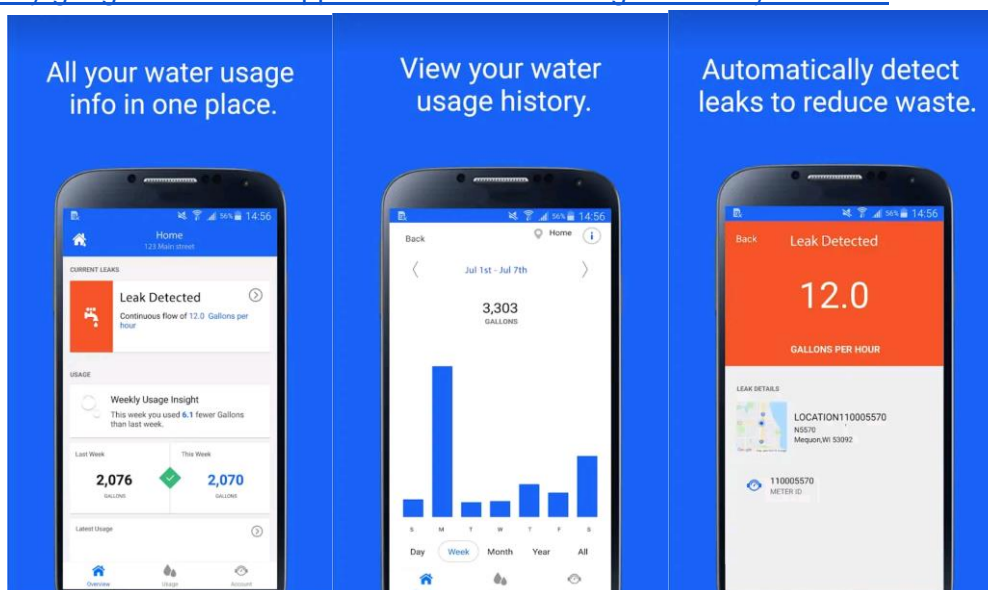 All your water usage
info in one place.
56% 14:56
Home
123 Main street
CURRENT LEAKS
Leak Detected
Continuous flow of 12.0 Gallons per
hour
USAGE
Weekly Usage Insight
This week you used 6.1 fewer Gallons
than last week.
Last Week This Week
2,076 2,070
GALLONS GALLONS
Latest Usage
Overview Usage Account
View your water
usage history.
56% 14:56
Back Home i
Jul 1st - Jul 7th
3,303
GALLONS
S M T W T F S
Day Week Month Year All
Automatically detect
leaks to reduce waste.
56% 14:56
Back Leak Detected
12.0
GALLONS PER HOUR
LEAK DETAILS
LOCATION110005570
N5570
Mequon,WI 53092
110005570
METER ID